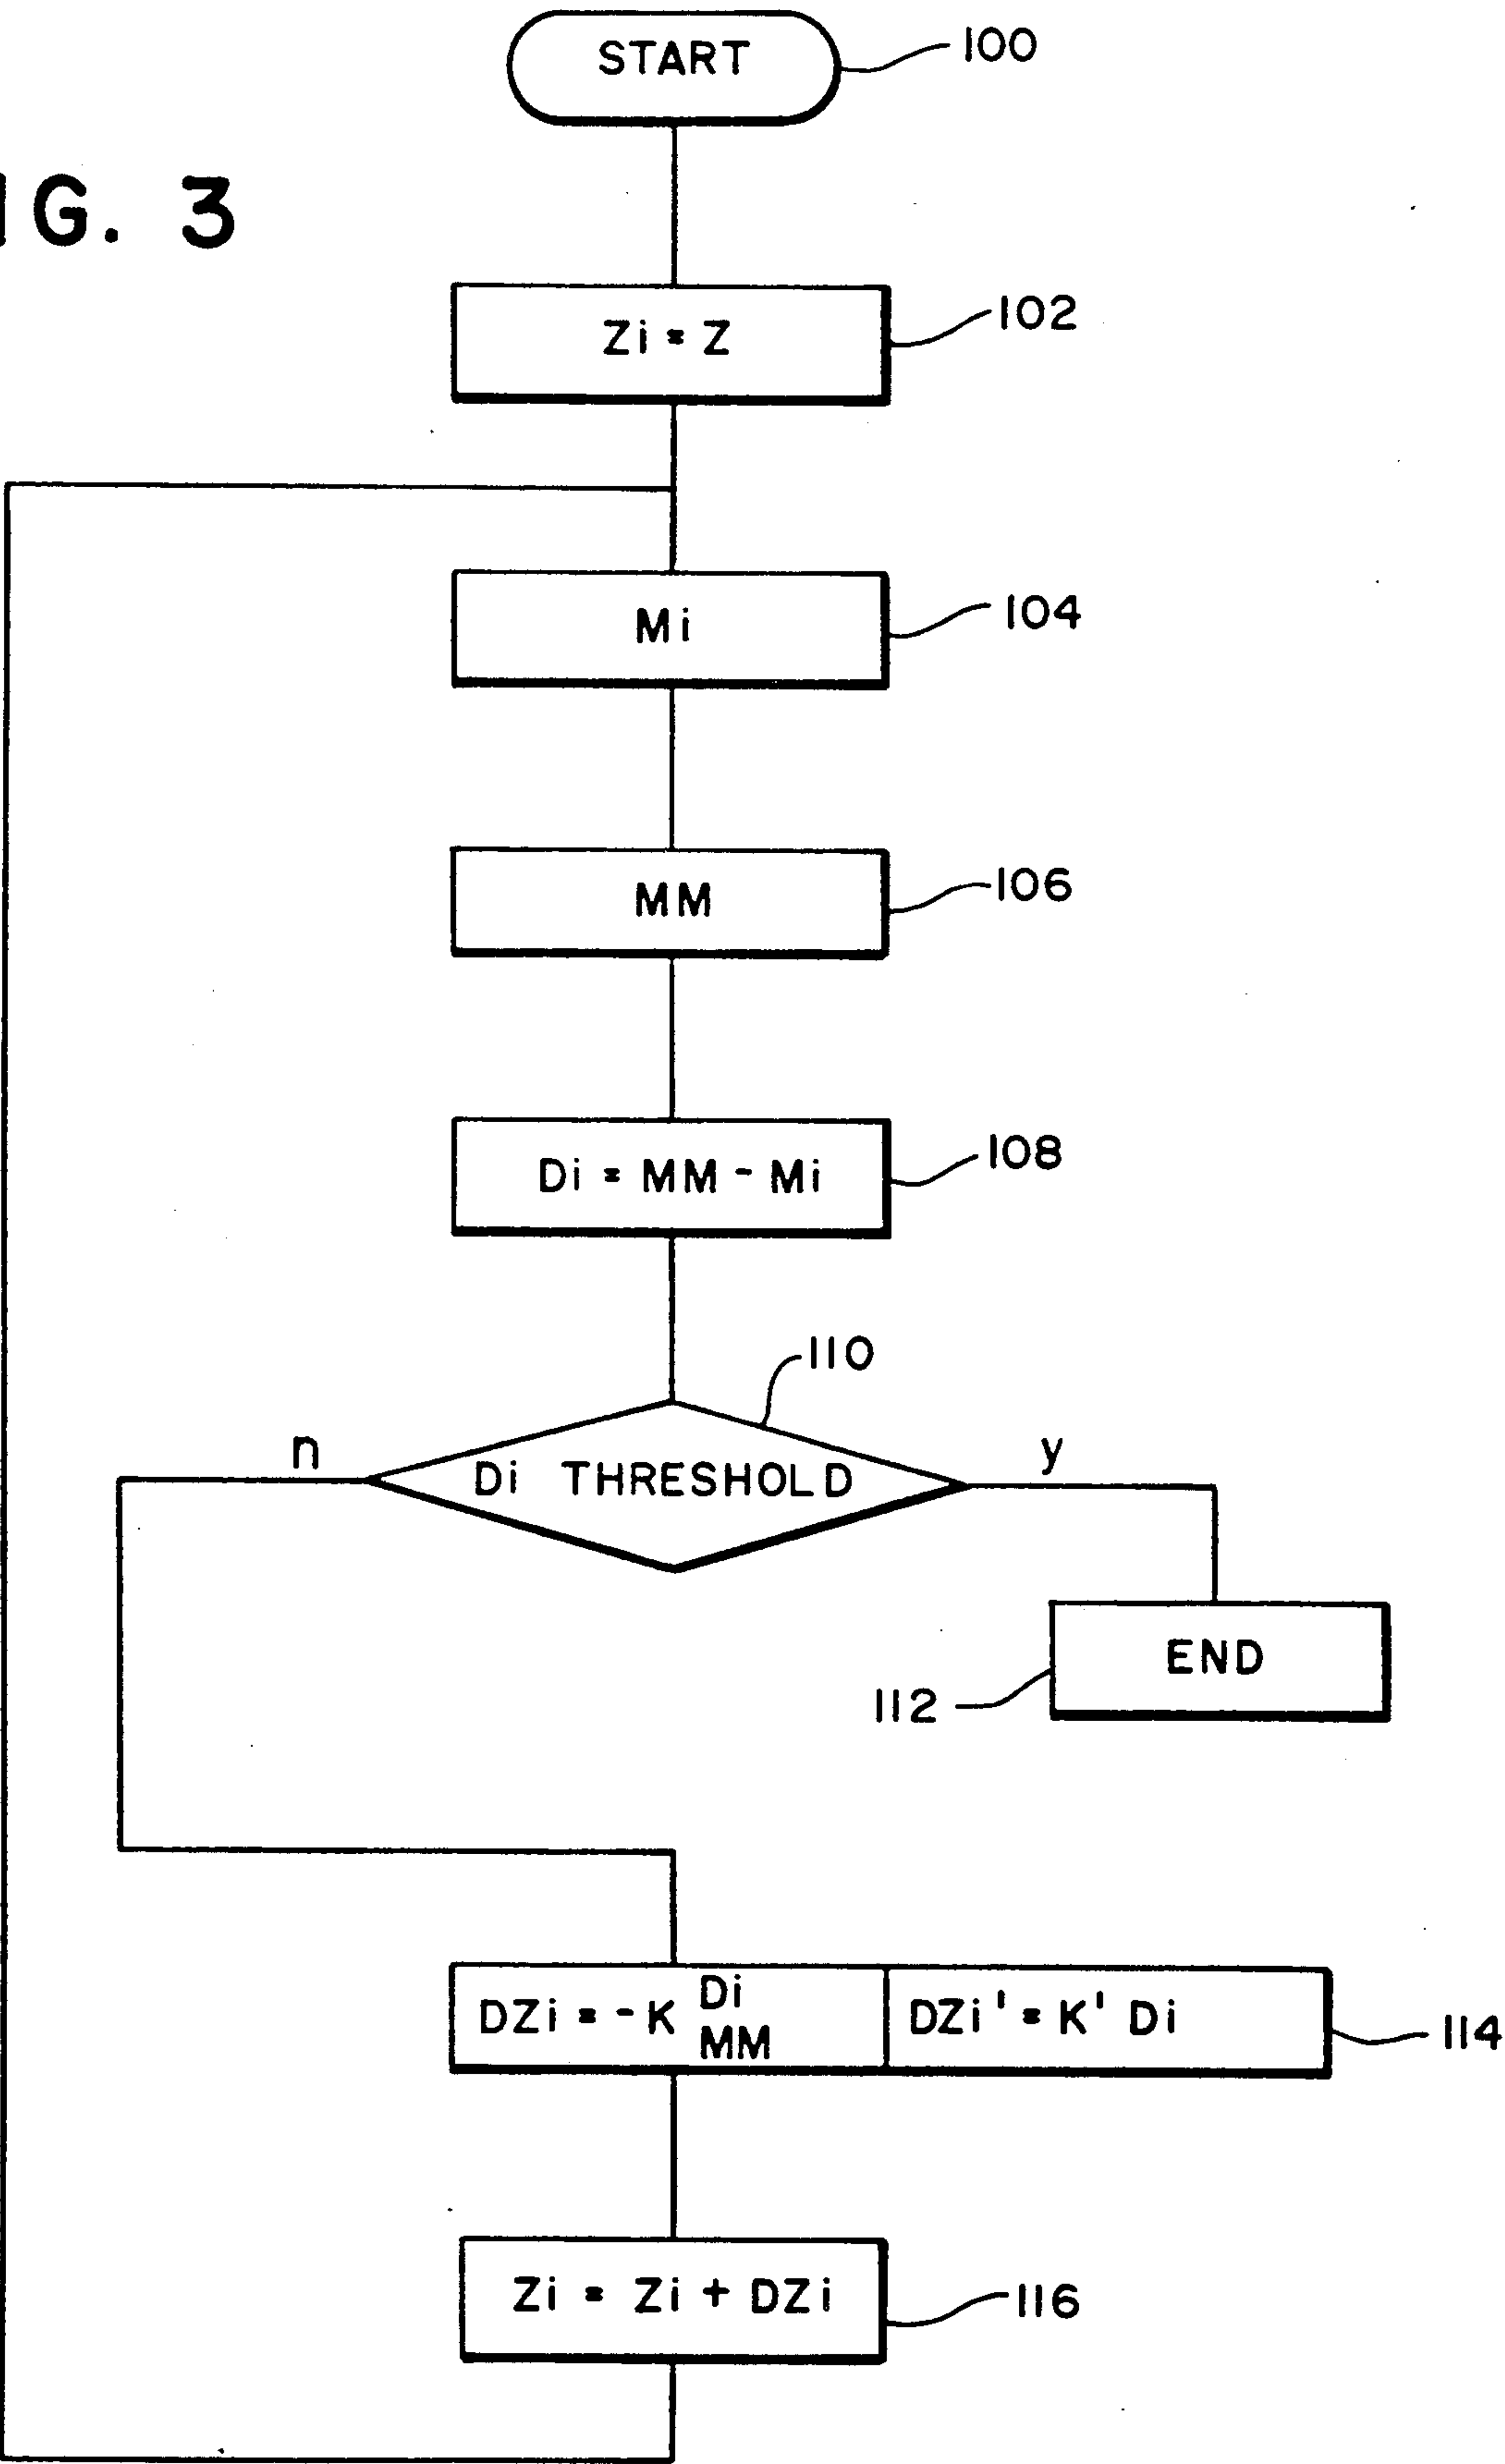 START
100
G. 3
Zi = Z
102
Mi
104
MM
106
Di = MM - Mi
108
110
n
Di THRESHOLD
y
END
112
DZi = -K Di
MM
DZi' = K' Di
114
Zi = Zi + DZi
116